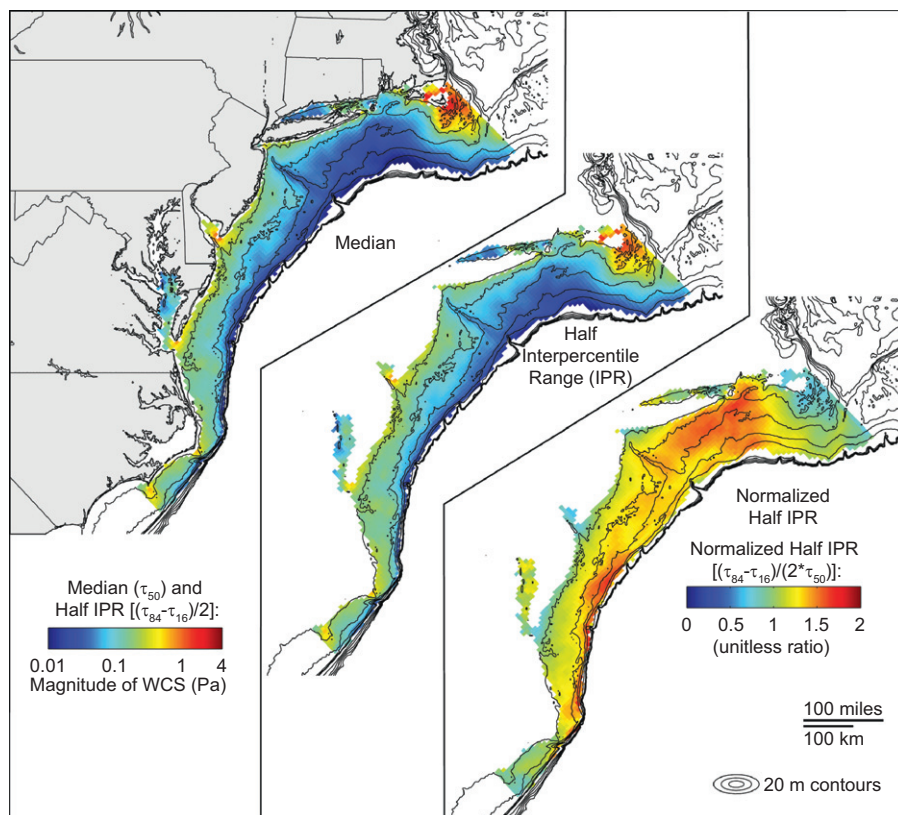 Median
Half
Interpercentile
Range (IPR)
Normalized
Half IPR
Median (τ50) and
Half IPR [(τ84-τ16)/2]:
0.01 0.1 1 4
Magnitude of WCS (Pa)
Normalized Half IPR
[(τ84-τ16)/(2*τ50)]:
0 0.5 1 1.5 2
(unitless ratio)
100 miles
100 km
20 m contours